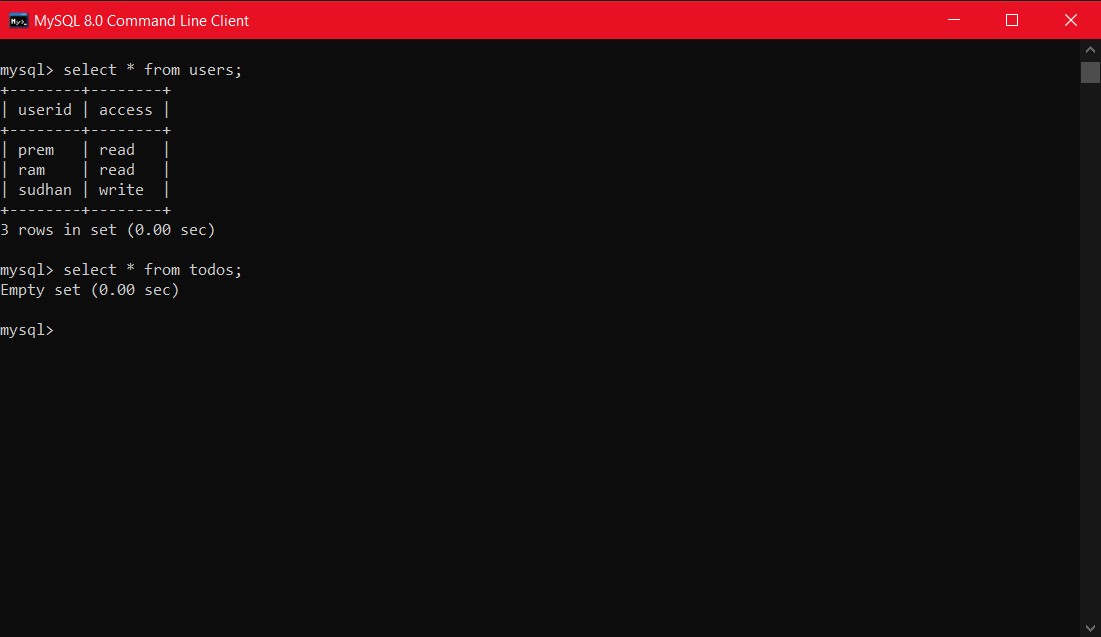 MySQL 8.0 Command Line Client
mysql> select * from users;
+--------+--------+
| userid | access |
+--------+--------+
| prem   | read   |
| ram    | read   |
| sudhan | write  |
+--------+--------+
3 rows in set (0.00 sec)
mysql> select * from todos;
Empty set (0.00 sec)
mysql>